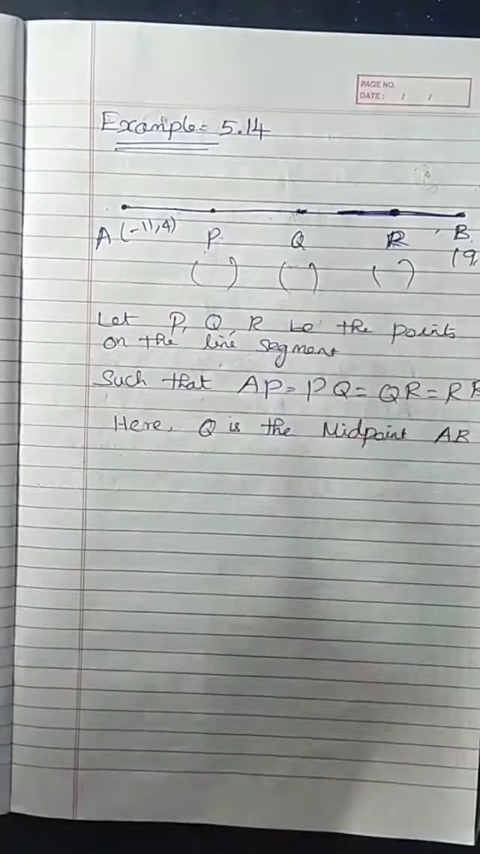 PAGE NO.
DATE: / /
Example= 5.14
A (-11,4) P Q R B
( ) ( ) ( ) (9,
Let P, Q, R be the points
on the line segment
Such that AP = PQ = QR = R
Here, Q is the Midpoint AB